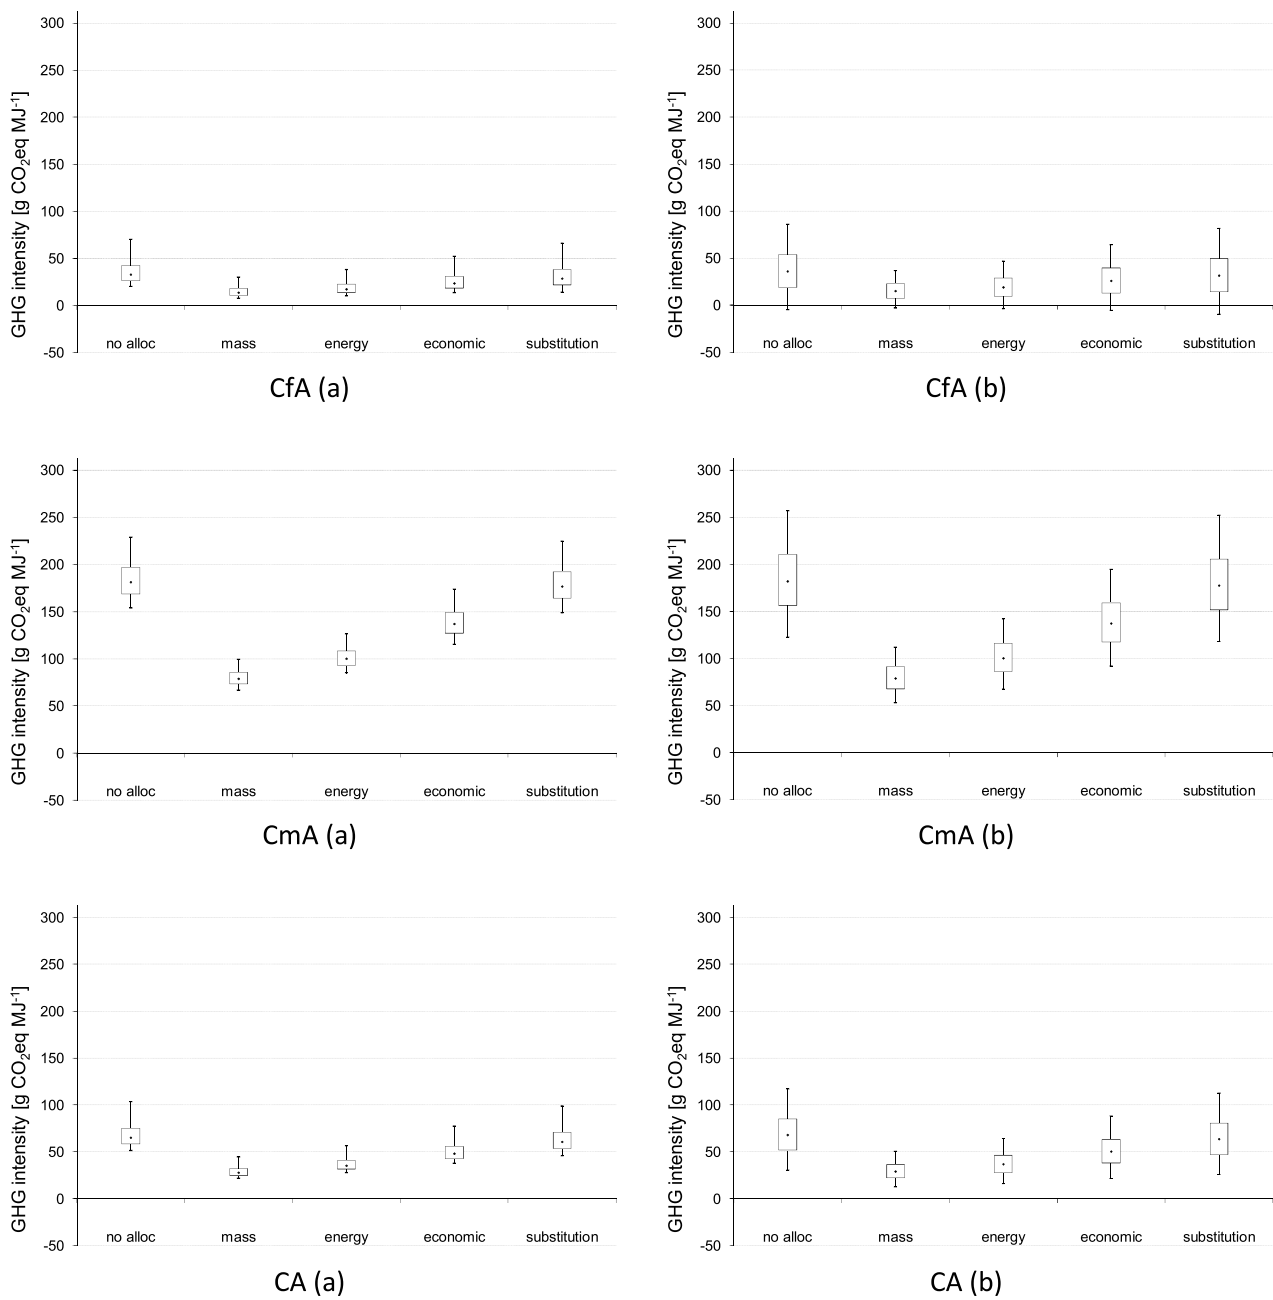 GHG intensity [g CO₂eq MJ⁻¹]
300
250
200
150
100
50
0
-50
no alloc mass energy economic substitution
CfA (a)
GHG intensity [g CO₂eq MJ⁻¹]
300
250
200
150
100
50
0
-50
no alloc mass energy economic substitution
CfA (b)
GHG intensity [g CO₂eq MJ⁻¹]
300
250
200
150
100
50
0
-50
no alloc mass energy economic substitution
CmA (a)
GHG intensity [g CO₂eq MJ⁻¹]
300
250
200
150
100
50
0
-50
no alloc mass energy economic substitution
CmA (b)
GHG intensity [g CO₂eq MJ⁻¹]
300
250
200
150
100
50
0
-50
no alloc mass energy economic substitution
CA (a)
GHG intensity [g CO₂eq MJ⁻¹]
300
250
200
150
100
50
0
-50
no alloc mass energy economic substitution
CA (b)